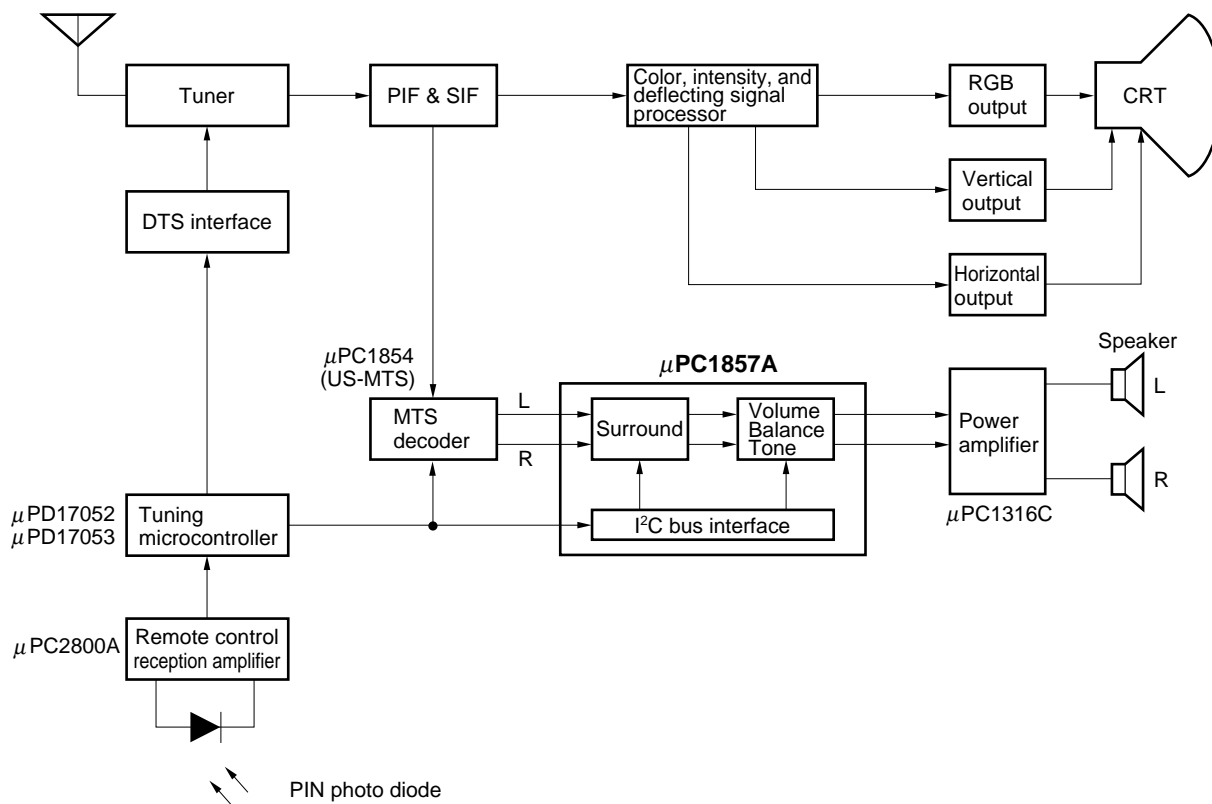 Tuner
PIF & SIF
Color, intensity, and
deflecting signal
processor
RGB
output
CRT
DTS interface
Vertical
output
Horizontal
output
μPC1854
(US-MTS)
μPC1857A
Speaker
MTS
decoder
L
R
Surround
Volume
Balance
Tone
Power
amplifier
L
R
μPD17052
μPD17053
Tuning
microcontroller
I²C bus interface
μPC1316C
μPC2800A
Remote control
reception amplifier
PIN photo diode